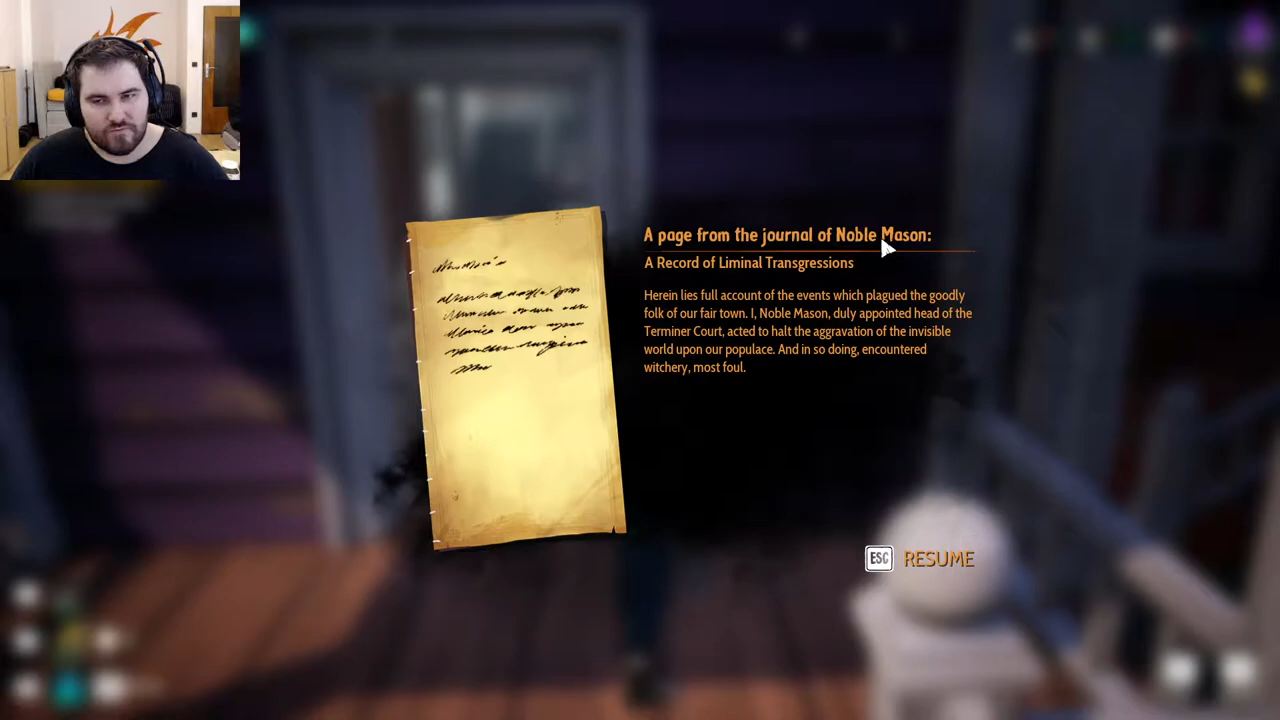 A page from the journal of Noble Mason:
A Record of Liminal Transgressions
Herein lies full account of the events which plagued the goodly
folk of our fair town. I, Noble Mason, duly appointed head of the
Terminer Court, acted to halt the aggravation of the invisible
world upon our populace. And in so doing, encountered
witchery, most foul.
ESC RESUME